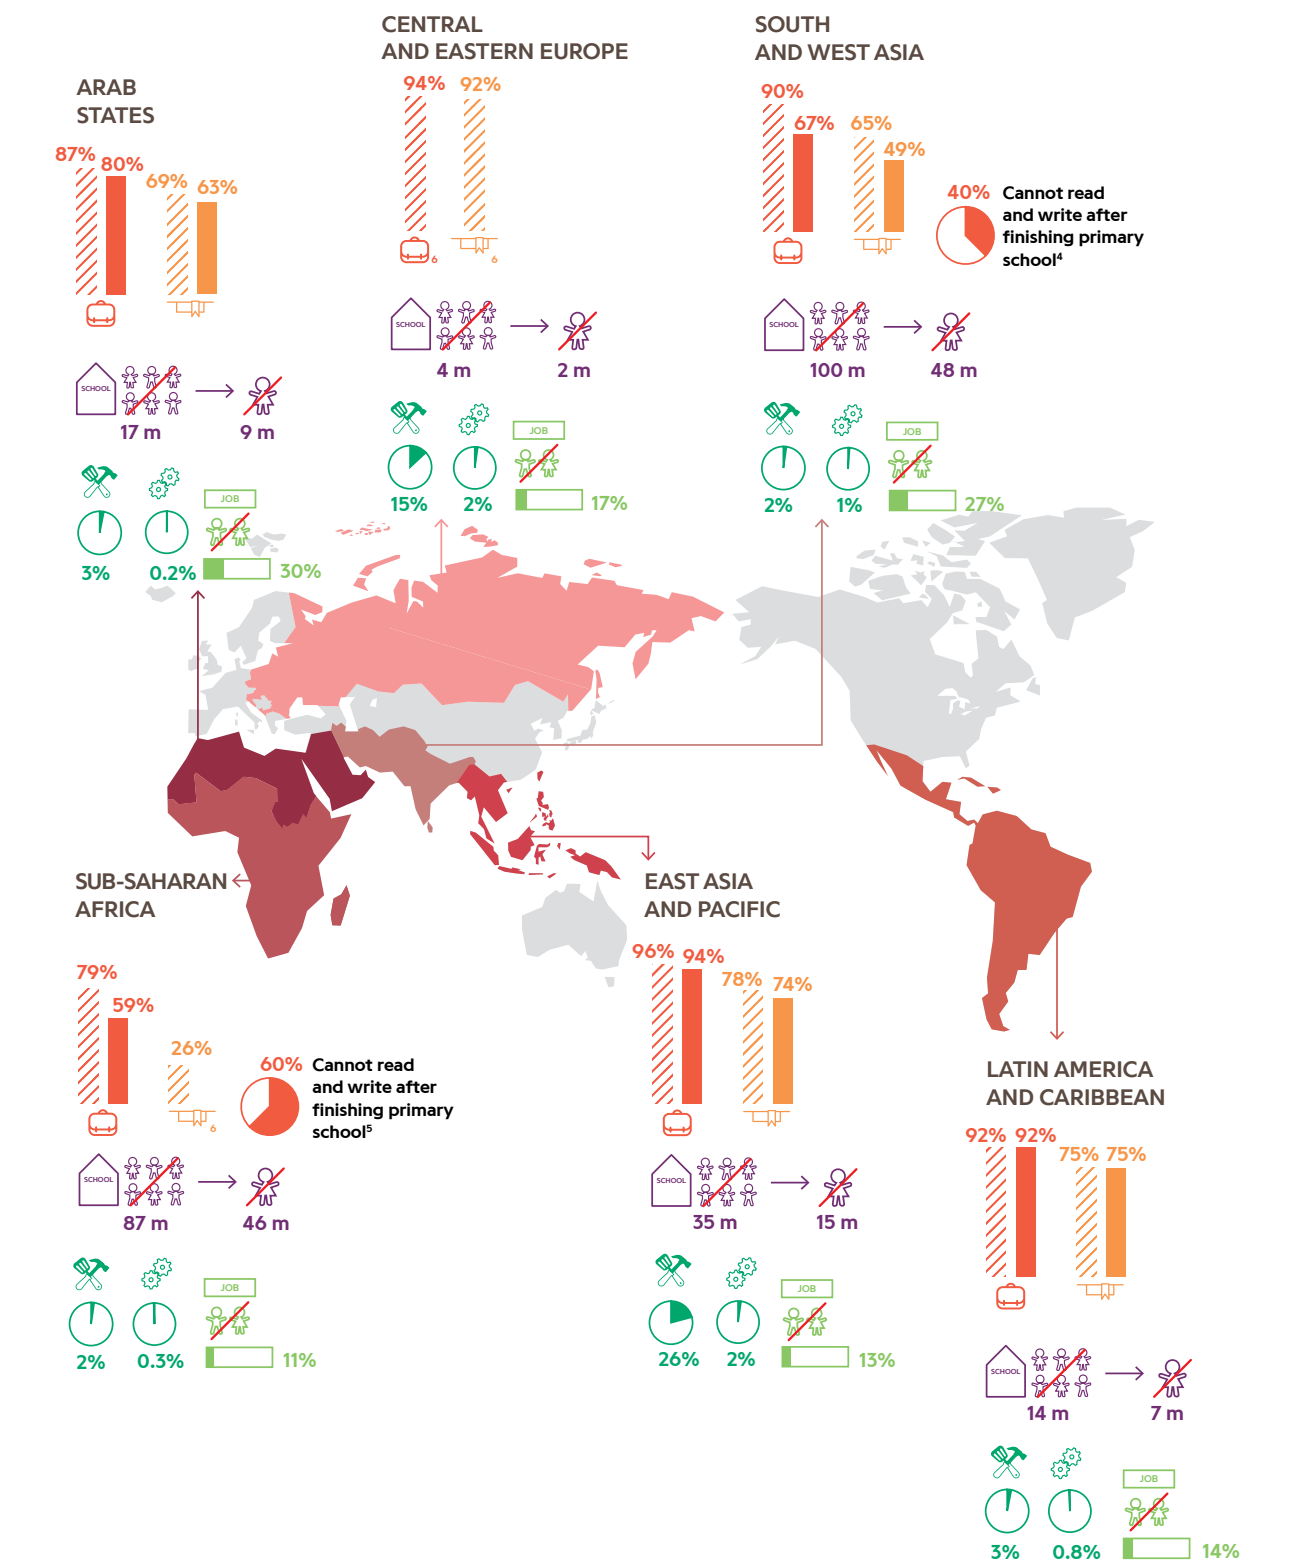 ARAB
STATES
87%
80%
69%
63%
SCHOOL
17 m
9 m
JOB
3%
0.2%
30%
CENTRAL
AND EASTERN EUROPE
94%
92%
6
6
SCHOOL
4 m
2 m
JOB
15%
2%
17%
SOUTH
AND WEST ASIA
90%
67%
65%
49%
40%
Cannot read
and write after
finishing primary
school⁴
SCHOOL
100 m
48 m
JOB
2%
1%
27%
SUB-SAHARAN
AFRICA
79%
59%
26%
6
60%
Cannot read
and write after
finishing primary
school⁵
SCHOOL
87 m
46 m
JOB
2%
0.3%
11%
EAST ASIA
AND PACIFIC
96%
94%
78%
74%
SCHOOL
35 m
15 m
JOB
26%
2%
13%
LATIN AMERICA
AND CARIBBEAN
92%
92%
75%
75%
SCHOOL
14 m
7 m
JOB
3%
0.8%
14%